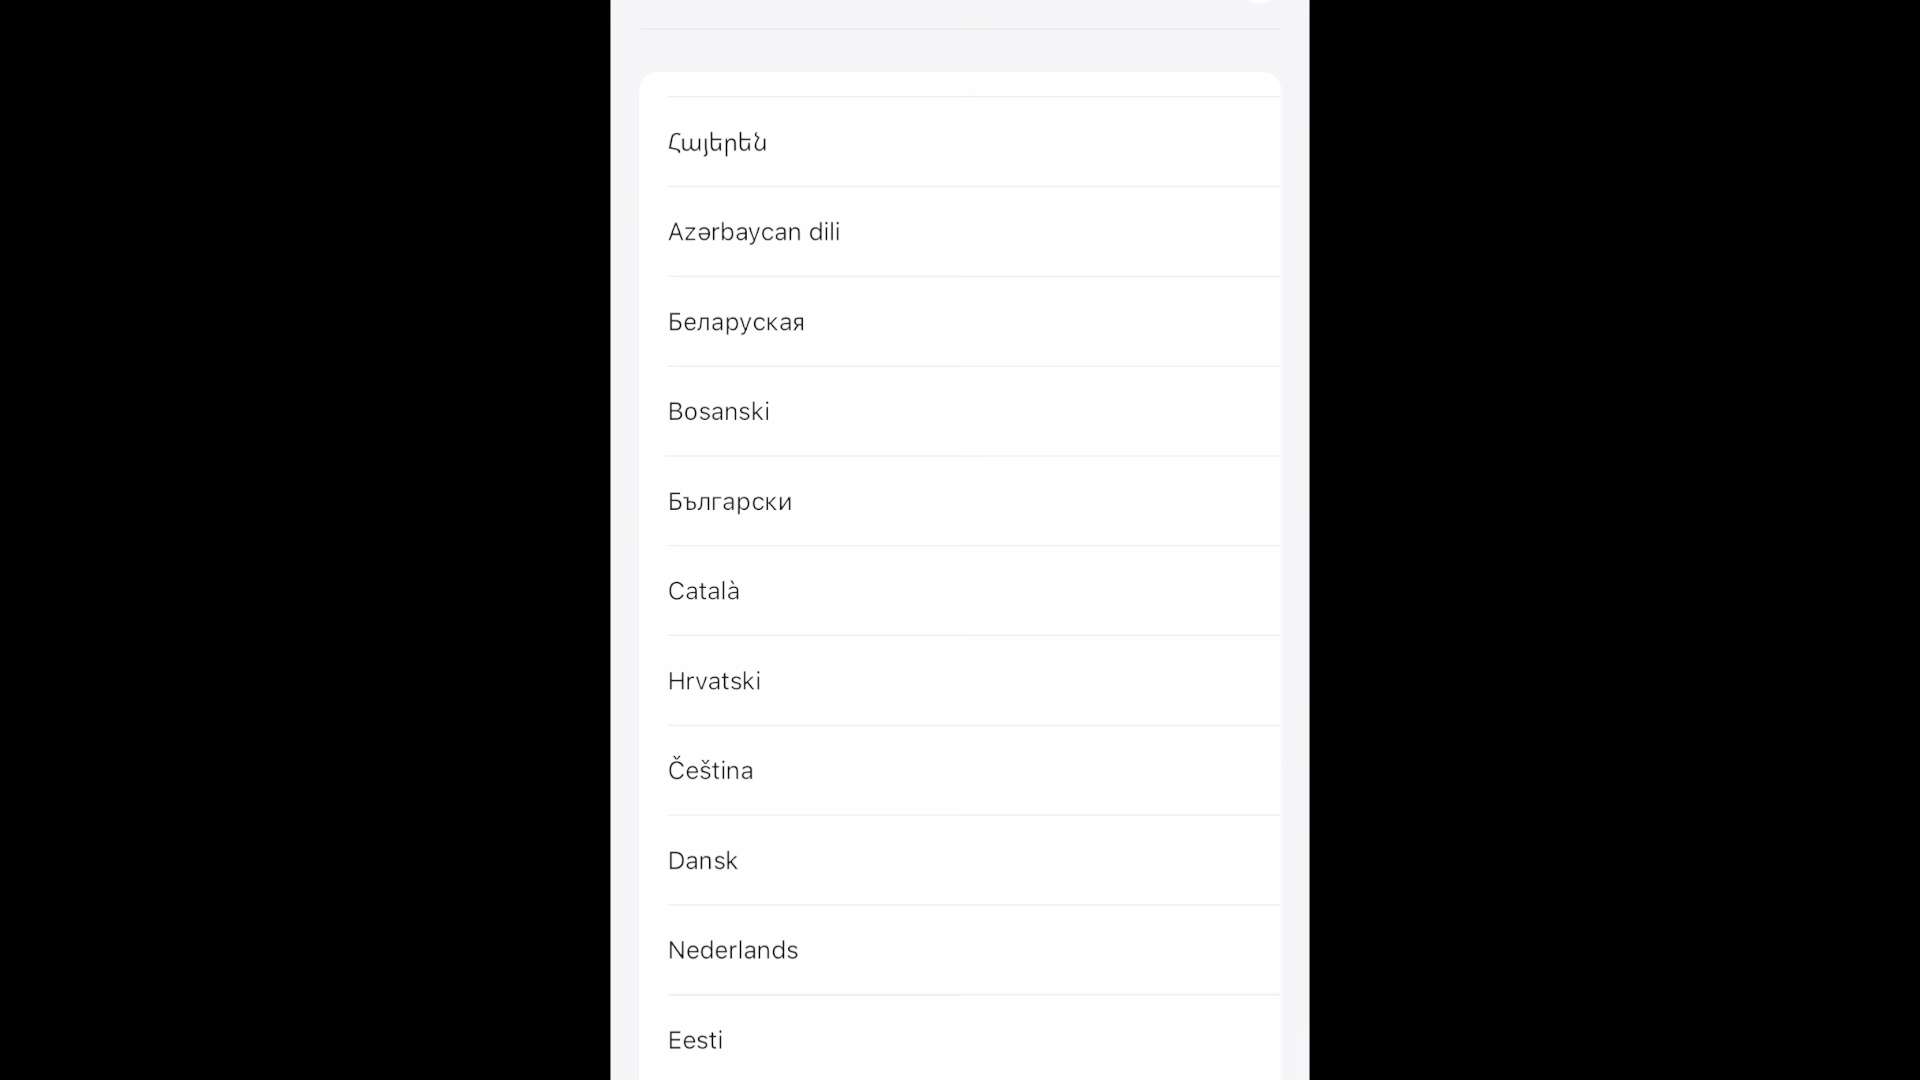 Հայերեն
Azərbaycan dili
Беларуская
Bosanski
Български
Català
Hrvatski
Čeština
Dansk
Nederlands
Eesti